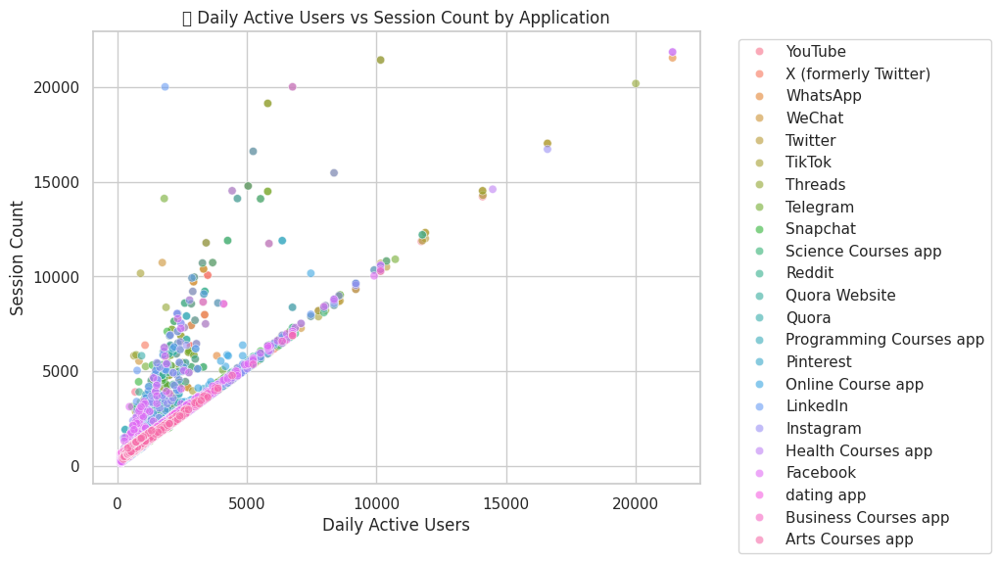 ▯ Daily Active Users vs Session Count by Application
20000
15000
10000
5000
0
Session Count
0 5000 10000 15000 20000
Daily Active Users
YouTube
X (formerly Twitter)
WhatsApp
WeChat
Twitter
TikTok
Threads
Telegram
Snapchat
Science Courses app
Reddit
Quora Website
Quora
Programming Courses app
Pinterest
Online Course app
LinkedIn
Instagram
Health Courses app
Facebook
dating app
Business Courses app
Arts Courses app